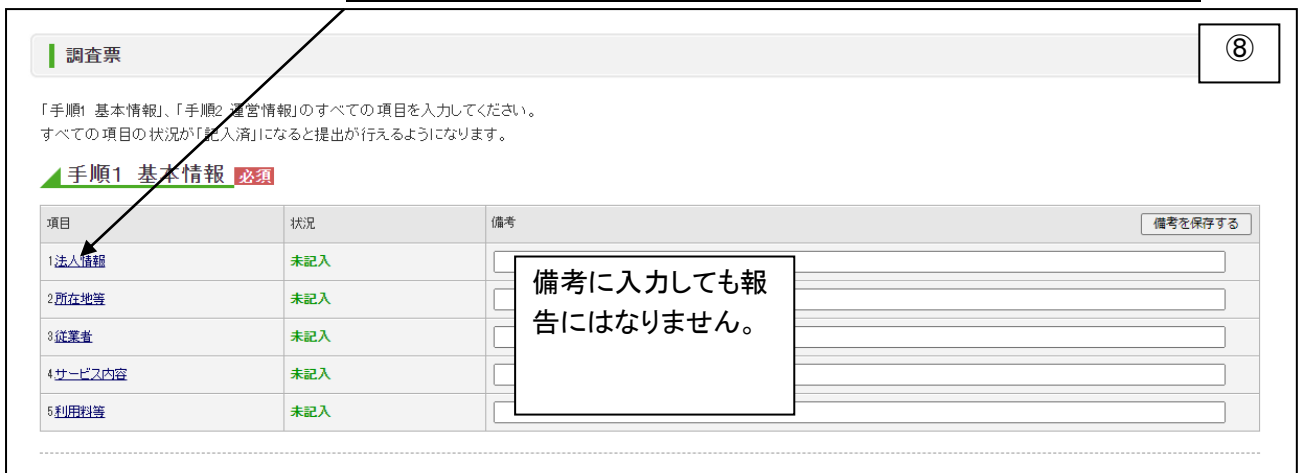 調査票
⑧
「手順1 基本情報」、「手順2 運営情報」のすべての項目を入力してください。
すべての項目の状況が「記入済」になると提出が行えるようになります。
手順1 基本情報 必須
項目 状況 備考 備考を保存する
1法人情報 未記入
2所在地等 未記入
3従業者 未記入
4サービス内容 未記入
5利用料等 未記入
備考に入力しても報
告にはなりません。